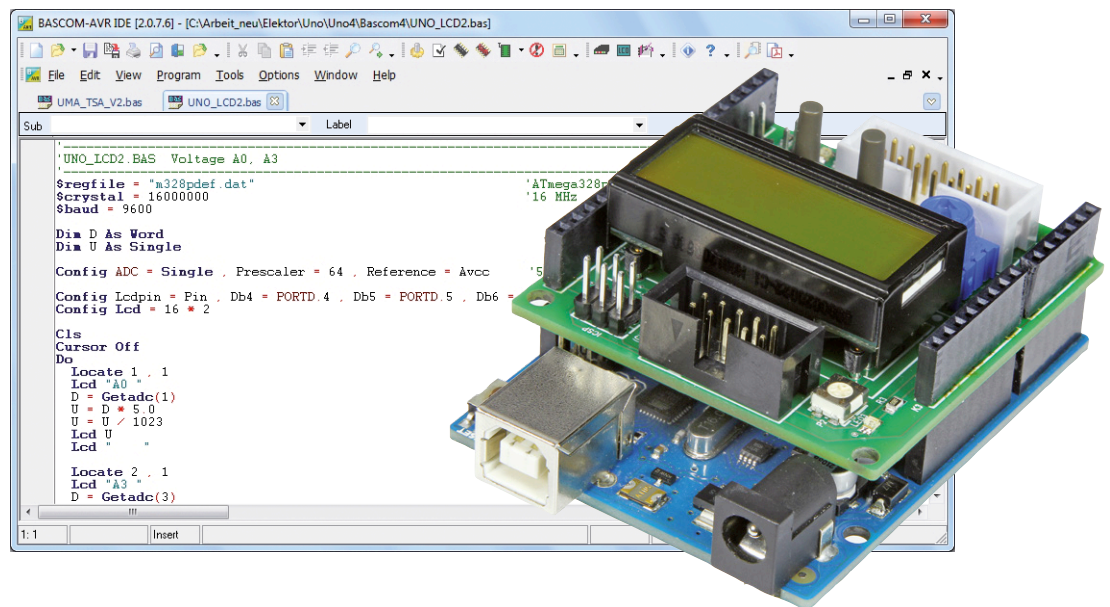 BASCOM-AVR IDE [2.0.7.6] - [C:\Arbeit_neu\Elektor\Uno\Uno4\Bascom4\UNO_LCD2.bas]
File Edit View Program Tools Options Window Help
UMA_TSA_V2.bas UNO_LCD2.bas
Sub Label
'UNO_LCD2.BAS Voltage A0, A3
$regfile = "m328pdef.dat" 'ATmega328p
$crystal = 16000000 '16 MHz
$baud = 9600
Dim D As Word
Dim U As Single
Config ADC = Single , Prescaler = 64 , Reference = Avcc '5
Config Lcdpin = Pin , Db4 = PORTD.4 , Db5 = PORTD.5 , Db6 =
Config Lcd = 16 * 2
Cls
Cursor Off
Do
Locate 1 , 1
Lcd "A0 "
D = Getadc(1)
U = D * 5.0
U = U / 1023
Lcd U
Lcd "   "
Locate 2 , 1
Lcd "A3 "
D = Getadc(3)
1: 1 Insert
ICSP